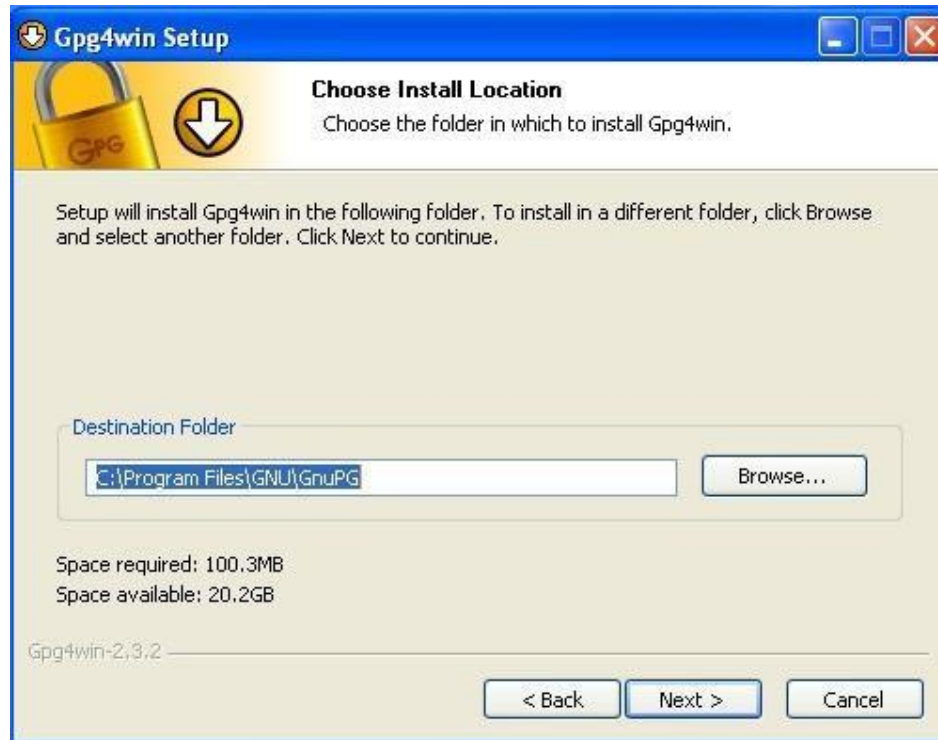 Gpg4win Setup
GPG
Choose Install Location
Choose the folder in which to install Gpg4win.
Setup will install Gpg4win in the following folder. To install in a different folder, click Browse
and select another folder. Click Next to continue.
Destination Folder
C:\Program Files\GNU\GnuPG
Browse...
Space required: 100.3MB
Space available: 20.2GB
Gpg4win-2.3.2
< Back
Next >
Cancel